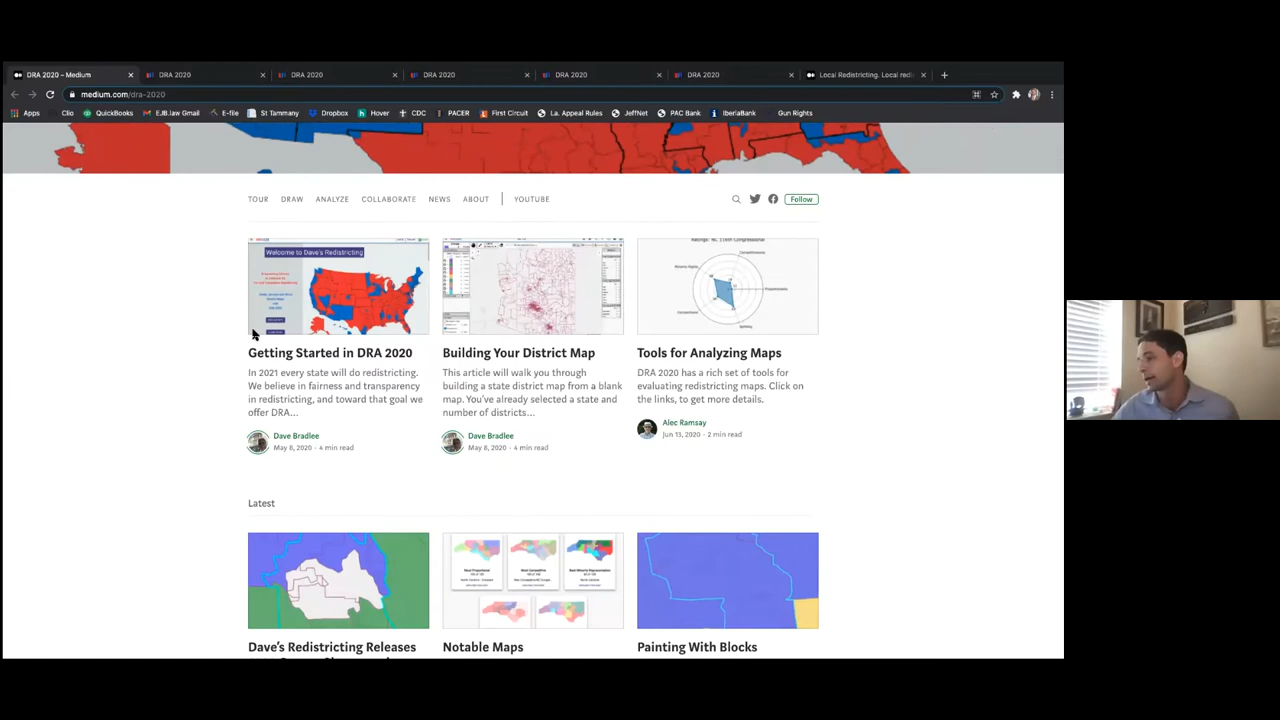 DRA 2020 – Medium
DRA 2020
DRA 2020
DRA 2020
DRA 2020
DRA 2020
Local Redistricting. Local redi
medium.com/dra-2020
Apps
Clio
QuickBooks
EJB.law Gmail
E-file
St Tammany
Dropbox
Hover
CDC
PACER
First Circuit
La. Appeal Rules
JeffNet
PAC Bank
IberiaBank
Gun Rights
TOUR DRAW ANALYZE COLLABORATE NEWS ABOUT YOUTUBE
Follow
Welcome to Dave's Redistricting
Getting Started in DRA 2020
In 2021 every state will do redistricting.
We believe in fairness and transparency
in redistricting, and toward that goal we
offer DRA…
Dave Bradlee
May 8, 2020 · 4 min read
Building Your District Map
This article will walk you through
building a state district map from a blank
map. You've already selected a state and
number of districts…
Dave Bradlee
May 8, 2020 · 4 min read
Tools for Analyzing Maps
DRA 2020 has a rich set of tools for
evaluating redistricting maps. Click on
the links, to get more details.
Alec Ramsay
Jun 13, 2020 · 2 min read
Latest
Dave's Redistricting Releases
Notable Maps
Painting With Blocks